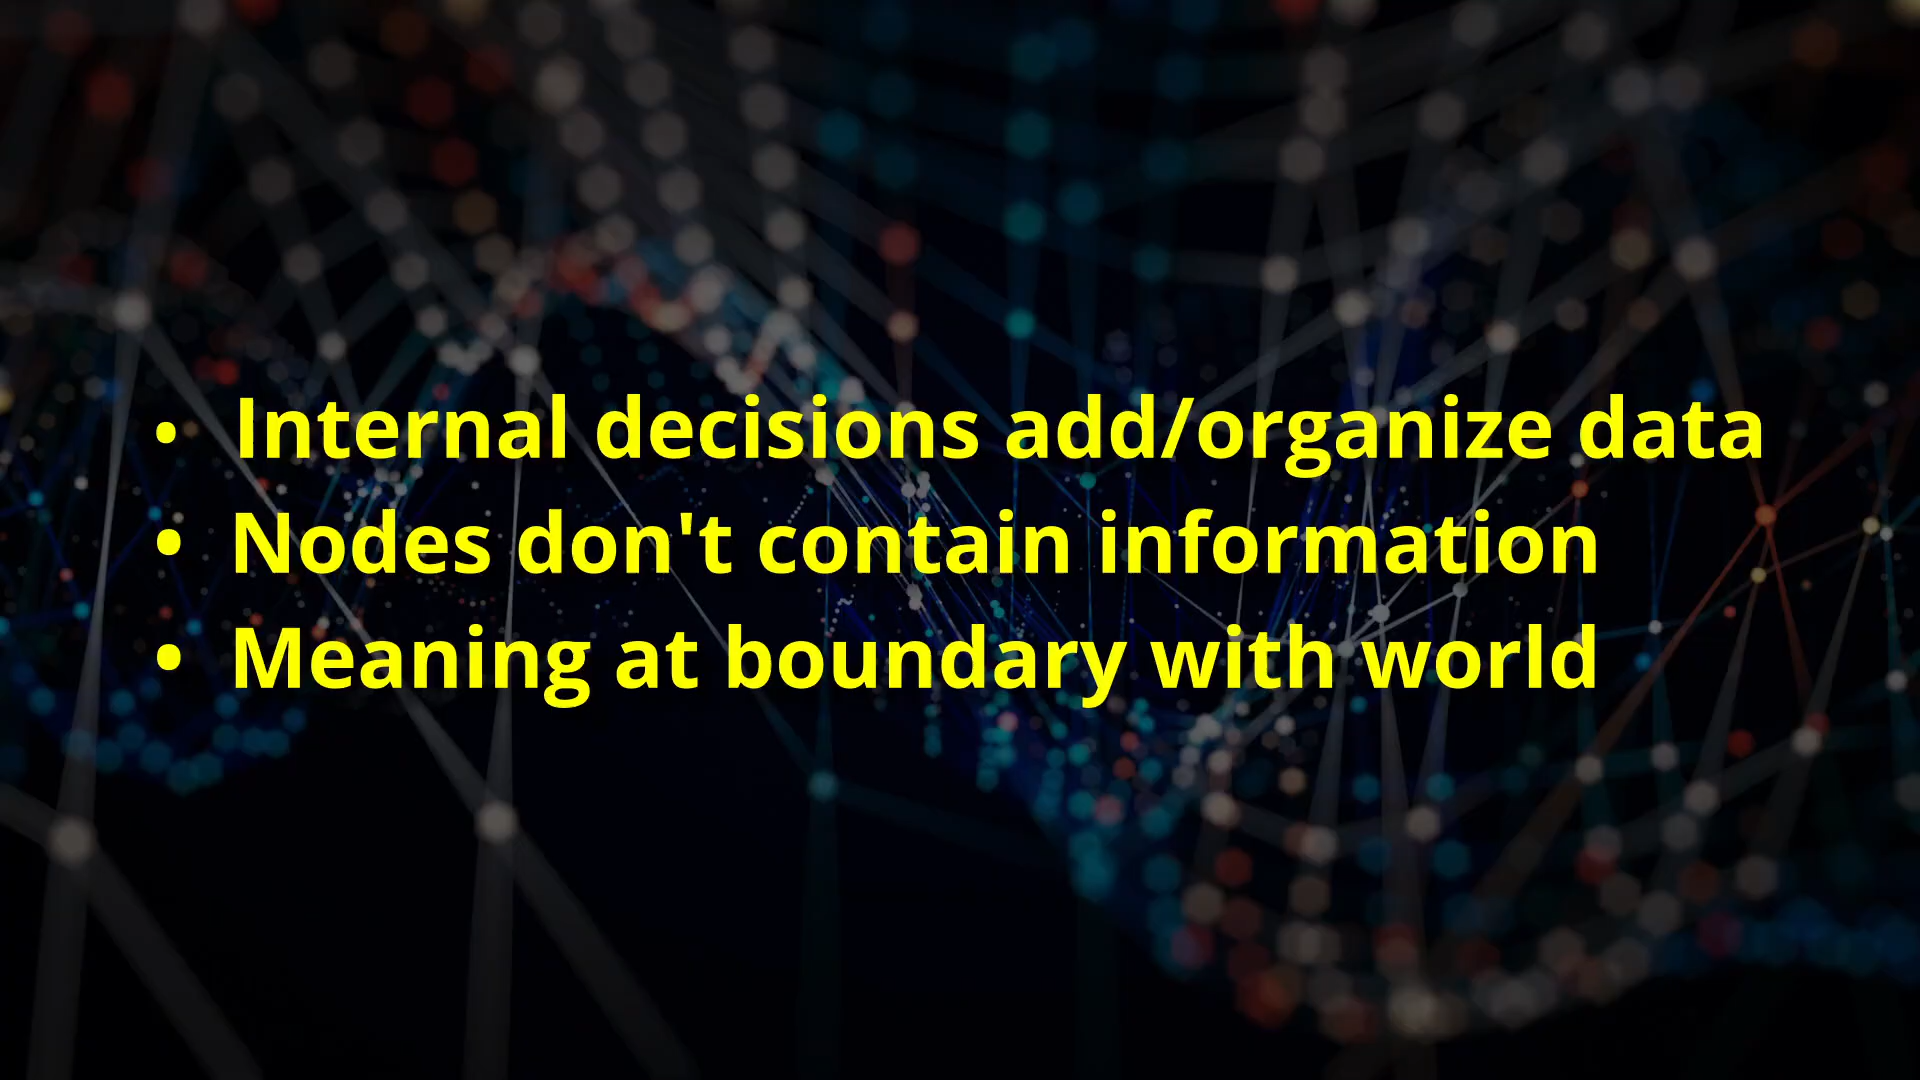 • Internal decisions add/organize data
• Nodes don't contain information
• Meaning at boundary with world